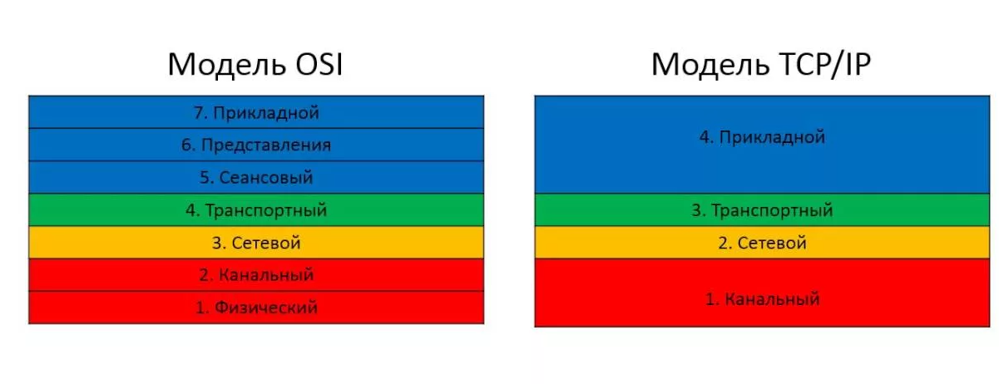 Модель OSI
7. Прикладной
6. Представления
5. Сеансовый
4. Транспортный
3. Сетевой
2. Канальный
1. Физический
Модель TCP/IP
4. Прикладной
3. Транспортный
2. Сетевой
1. Канальный